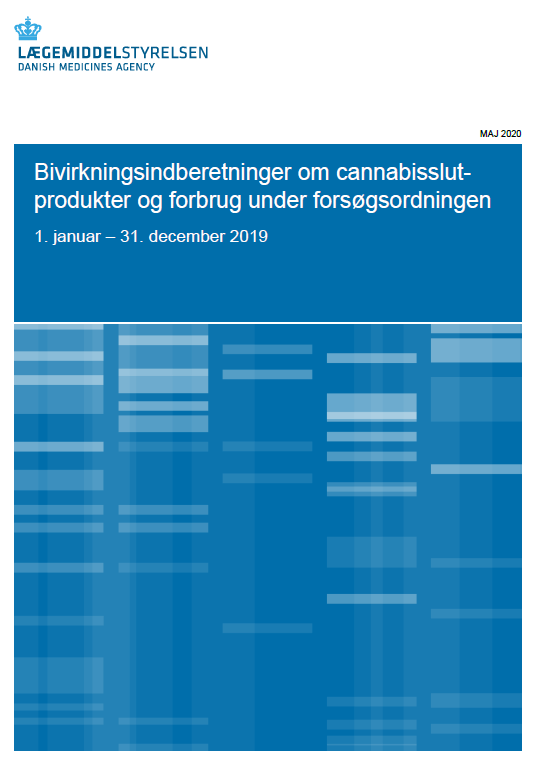 LÆGEMIDDELSTYRELSEN
DANISH MEDICINES AGENCY
MAJ 2020
Bivirkningsindberetninger om cannabisslut-
produkter og forbrug under forsøgsordningen
1. januar – 31. december 2019